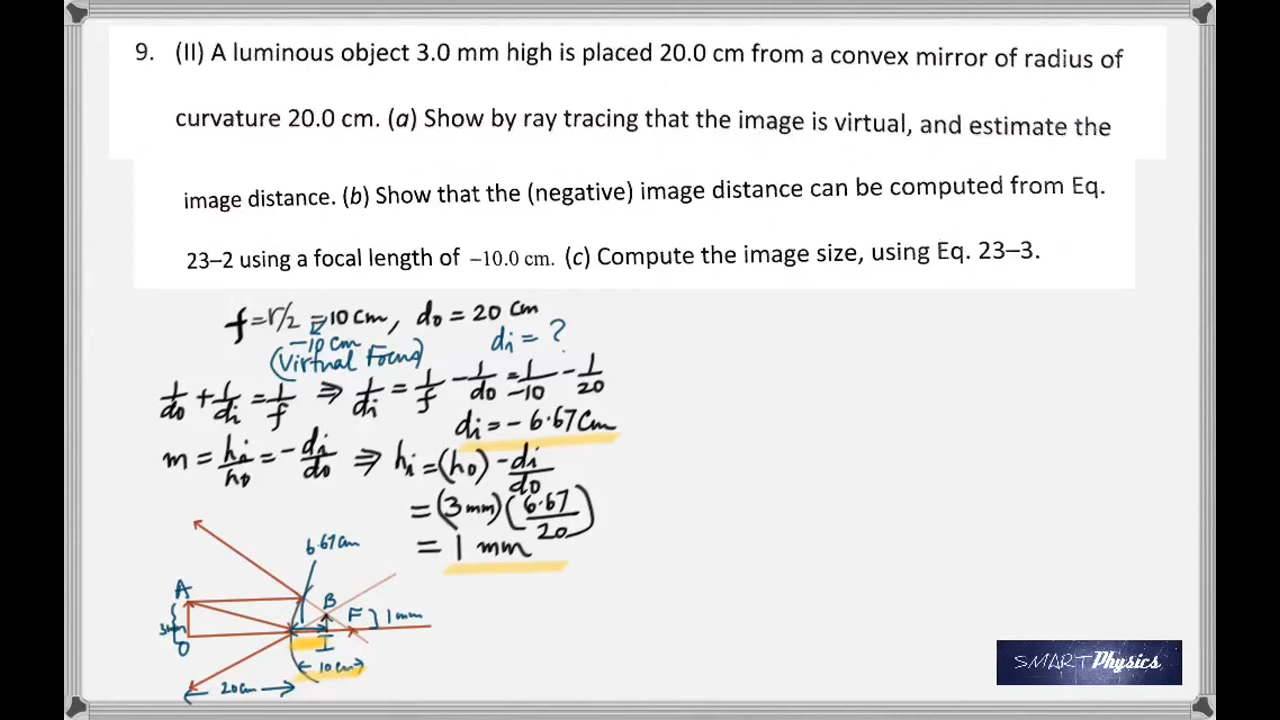 9. (II) A luminous object 3.0 mm high is placed 20.0 cm from a convex mirror of radius of
curvature 20.0 cm. (a) Show by ray tracing that the image is virtual, and estimate the
image distance. (b) Show that the (negative) image distance can be computed from Eq.
23–2 using a focal length of −10.0 cm. (c) Compute the image size, using Eq. 23–3.
f = r/2 = 10 cm, do = 20 cm
−10 cm di = ?
(Virtual Focus)
1/do + 1/di = 1/f ⇒ 1/di = 1/f − 1/do = 1/−10 − 1/20
di = − 6.67 cm
m = hi/ho = − di/do ⇒ hi = (ho) − di/do
= (3 mm) (6.67/20)
= 1 mm
6.67 cm
A
B
F ] 1 mm
3mm
O
I
10 cm
20 cm
SMART Physics